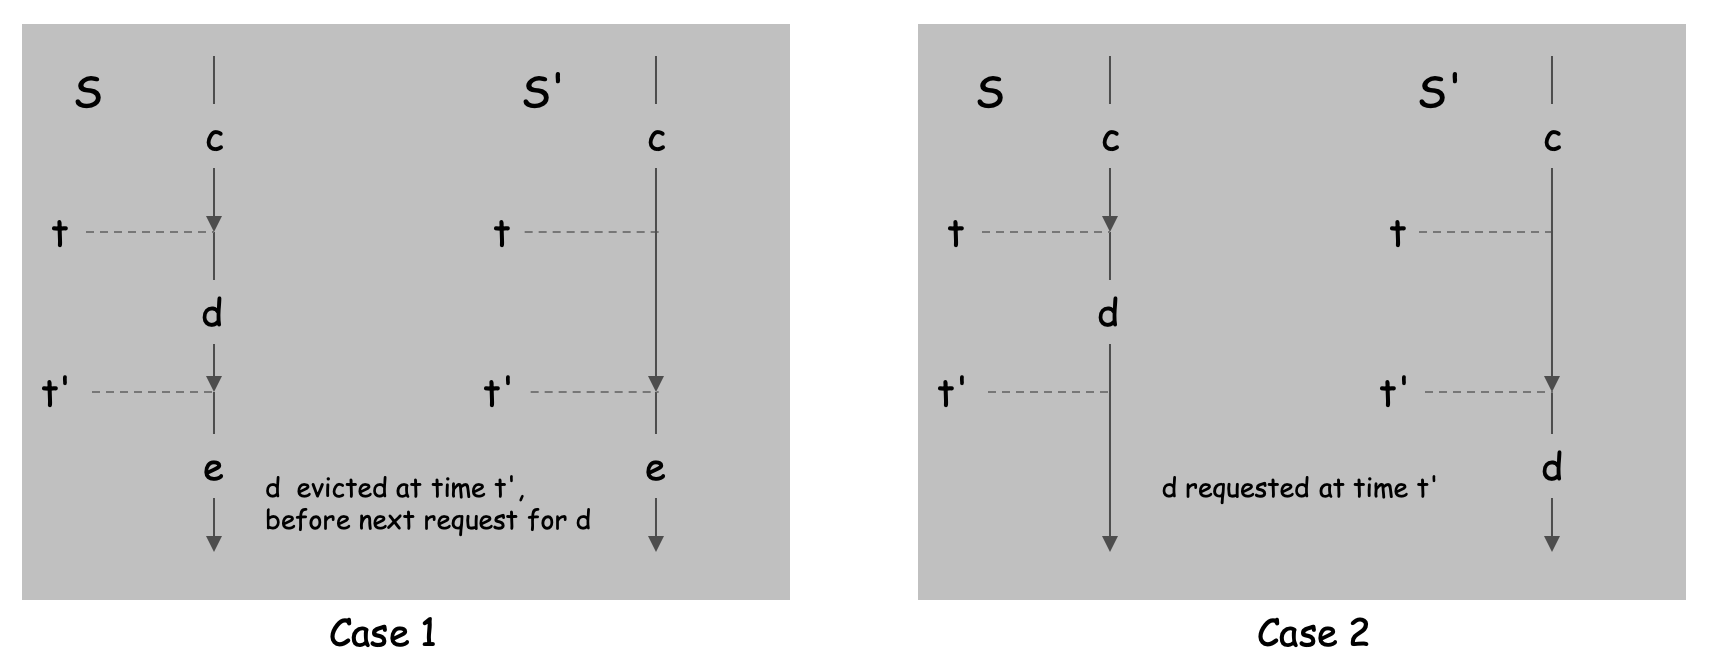 S
c
t
d
t'
e
S'
c
t
t'
e
d evicted at time t',
before next request for d
Case 1
S
c
t
d
t'
S'
c
t
t'
d
d requested at time t'
Case 2